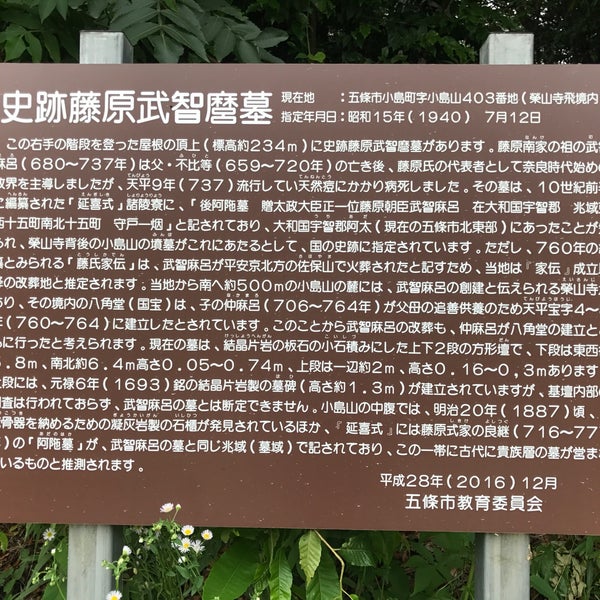 史跡藤原武智麿墓
現在地 ：五條市小島町字小島山403番地(榮山寺飛境内
指定年月日：昭和15年(1940) 7月12日
、この右手の階段を登った屋根の頂上(標高約234m)に史跡藤原武智麿墓があります。藤原南家の祖の武
麻呂(680～737年)は父・不比等(659～720年)の亡き後、藤原氏の代表者として奈良時代始め
政界を主導しましたが、天平9年(737)流行していた天然痘にかかり病死しました。その墓は、10世紀前
に編纂された「延喜式」諸陵寮に、「後阿陁墓 贈太政大臣正一位藤原朝臣武智麻呂 在大和国宇智郡 兆域
西十五町南北十五町 守戸一烟」と記されており、大和国宇智郡阿太(現在の五條市北東部)にあったことが
られ、榮山寺背後の小島山の墳墓がこれにあたるとして、国の史跡に指定されています。ただし、760年の
とみられる「藤氏家伝」は、武智麻呂が平安京北方の佐保山で火葬されたと記すため、当地は『家伝』成立
の改葬地と推定されます。当地から南へ約500mの小島山の麓には、武智麻呂の創建と伝えられる榮山寺
あり、その境内の八角堂(国宝)は、子の仲麻呂(706～764年)が父母の追善供養のため天平宝字4～
年(760～764)に建立したとされています。このことから武智麻呂の改葬も、仲麻呂が八角堂の建立と
ろに行ったと考えられます。現在の墓は、結晶片岩の板石の小石積みにした上下2段の方形壇で、下段は東西
.8m、南北約6.4m高さ0.05～0.74m、上段は一辺約2m、高さ0.16～0,3mあります
段には、元禄6年(1693)銘の結晶片岩製の墓碑(高さ約1.3m)が建立されていますが、基壇内部の
査は行われておらず、武智麻呂の墓とは断定できません。小島山の中腹では、明治20年(1887)頃、
骨器を納めるための凝灰岩製の石櫃が発見されているほか、『延喜式』には藤原式家の良継(716～77
)の「阿陁墓」が、武智麻呂の墓と同じ兆域(墓域)で記されており、この一帯に古代に貴族層の墓が営ま
いるものと推測されます。
平成28年(2016)12月
五條市教育委員会